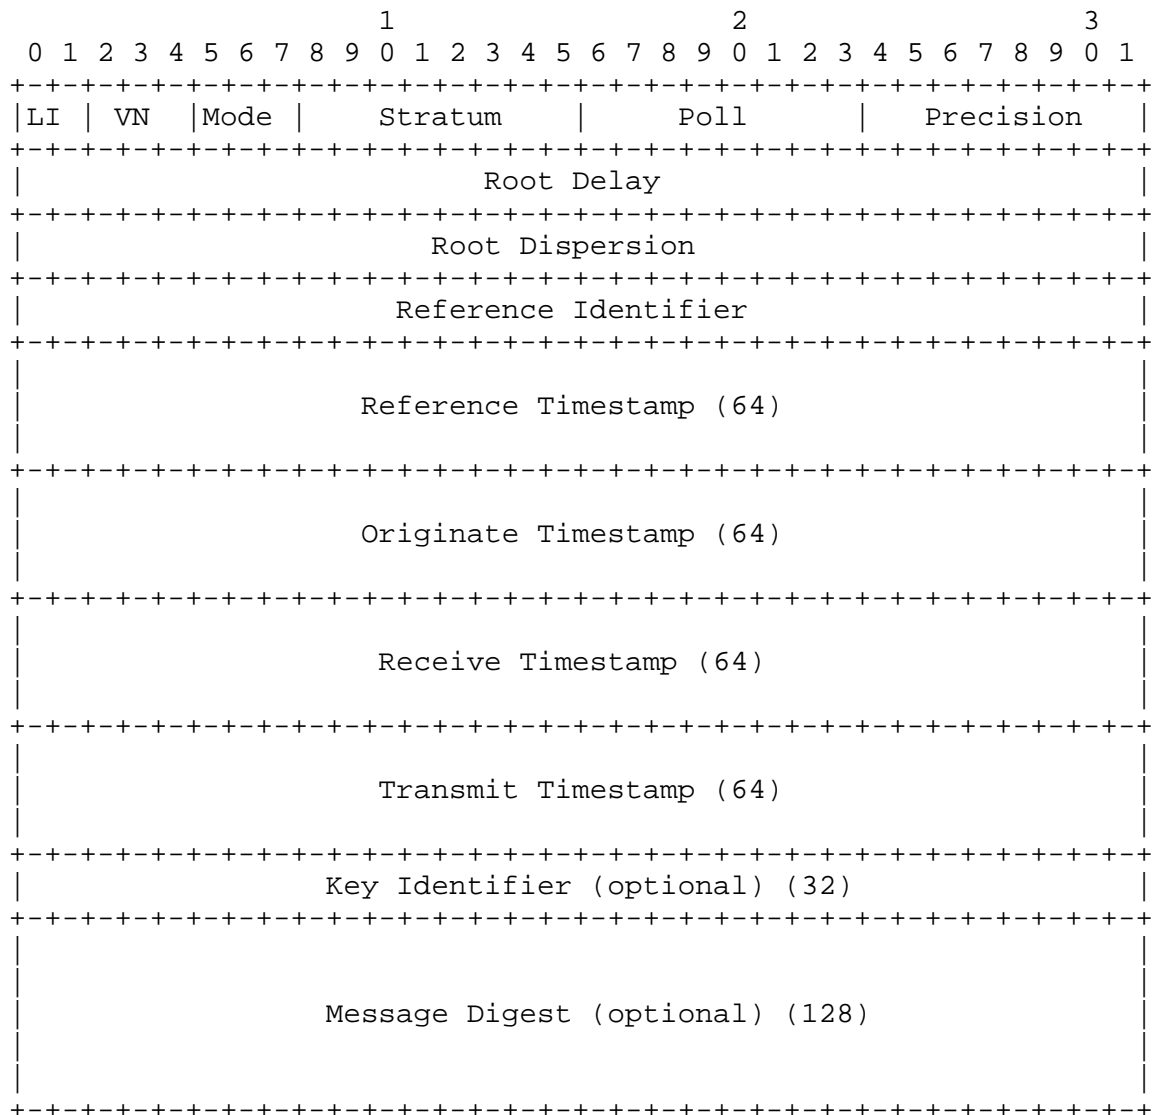 1                   2                   3
 0 1 2 3 4 5 6 7 8 9 0 1 2 3 4 5 6 7 8 9 0 1 2 3 4 5 6 7 8 9 0 1
+-+-+-+-+-+-+-+-+-+-+-+-+-+-+-+-+-+-+-+-+-+-+-+-+-+-+-+-+-+-+-+-+
|LI | VN  |Mode |    Stratum    |     Poll      |   Precision   |
+-+-+-+-+-+-+-+-+-+-+-+-+-+-+-+-+-+-+-+-+-+-+-+-+-+-+-+-+-+-+-+-+
|                          Root Delay                           |
+-+-+-+-+-+-+-+-+-+-+-+-+-+-+-+-+-+-+-+-+-+-+-+-+-+-+-+-+-+-+-+-+
|                       Root Dispersion                         |
+-+-+-+-+-+-+-+-+-+-+-+-+-+-+-+-+-+-+-+-+-+-+-+-+-+-+-+-+-+-+-+-+
|                     Reference Identifier                      |
+-+-+-+-+-+-+-+-+-+-+-+-+-+-+-+-+-+-+-+-+-+-+-+-+-+-+-+-+-+-+-+-+
|                                                               |
|                   Reference Timestamp (64)                    |
|                                                               |
+-+-+-+-+-+-+-+-+-+-+-+-+-+-+-+-+-+-+-+-+-+-+-+-+-+-+-+-+-+-+-+-+
|                                                               |
|                   Originate Timestamp (64)                    |
|                                                               |
+-+-+-+-+-+-+-+-+-+-+-+-+-+-+-+-+-+-+-+-+-+-+-+-+-+-+-+-+-+-+-+-+
|                                                               |
|                    Receive Timestamp (64)                     |
|                                                               |
+-+-+-+-+-+-+-+-+-+-+-+-+-+-+-+-+-+-+-+-+-+-+-+-+-+-+-+-+-+-+-+-+
|                                                               |
|                    Transmit Timestamp (64)                    |
|                                                               |
+-+-+-+-+-+-+-+-+-+-+-+-+-+-+-+-+-+-+-+-+-+-+-+-+-+-+-+-+-+-+-+-+
|                 Key Identifier (optional) (32)                |
+-+-+-+-+-+-+-+-+-+-+-+-+-+-+-+-+-+-+-+-+-+-+-+-+-+-+-+-+-+-+-+-+
|                                                               |
|                                                               |
|                 Message Digest (optional) (128)               |
|                                                               |
|                                                               |
+-+-+-+-+-+-+-+-+-+-+-+-+-+-+-+-+-+-+-+-+-+-+-+-+-+-+-+-+-+-+-+-+